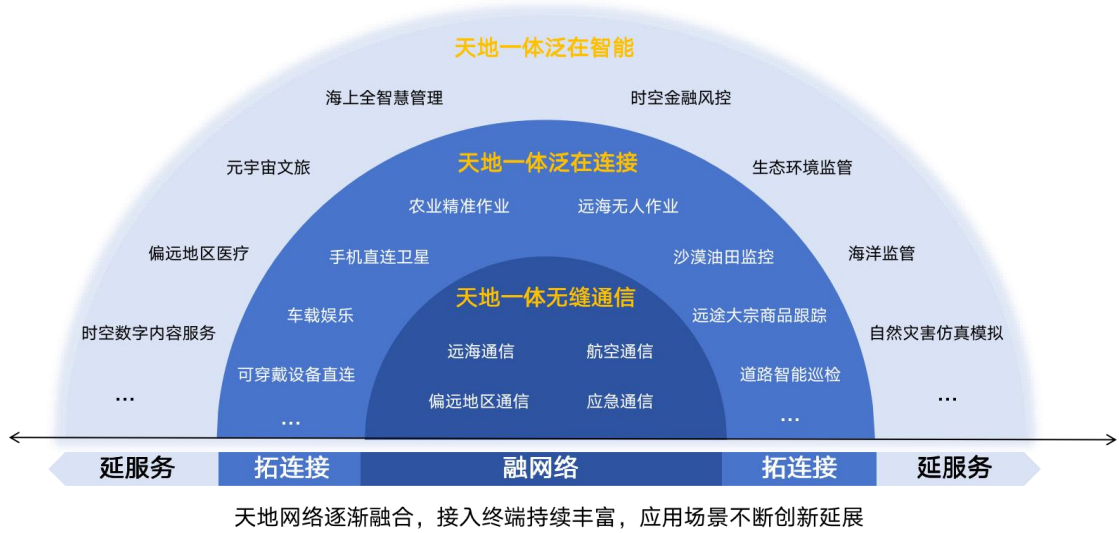 天地一体泛在智能
海上全智慧管理
时空金融风控
元宇宙文旅
生态环境监管
偏远地区医疗
海洋监管
时空数字内容服务
自然灾害仿真模拟
...
...
天地一体泛在连接
农业精准作业
远海无人作业
手机直连卫星
沙漠油田监控
车载娱乐
远途大宗商品跟踪
可穿戴设备直连
道路智能巡检
...
...
天地一体无缝通信
远海通信
航空通信
偏远地区通信
应急通信
延服务
拓连接
融网络
拓连接
延服务
天地网络逐渐融合，接入终端持续丰富，应用场景不断创新延展